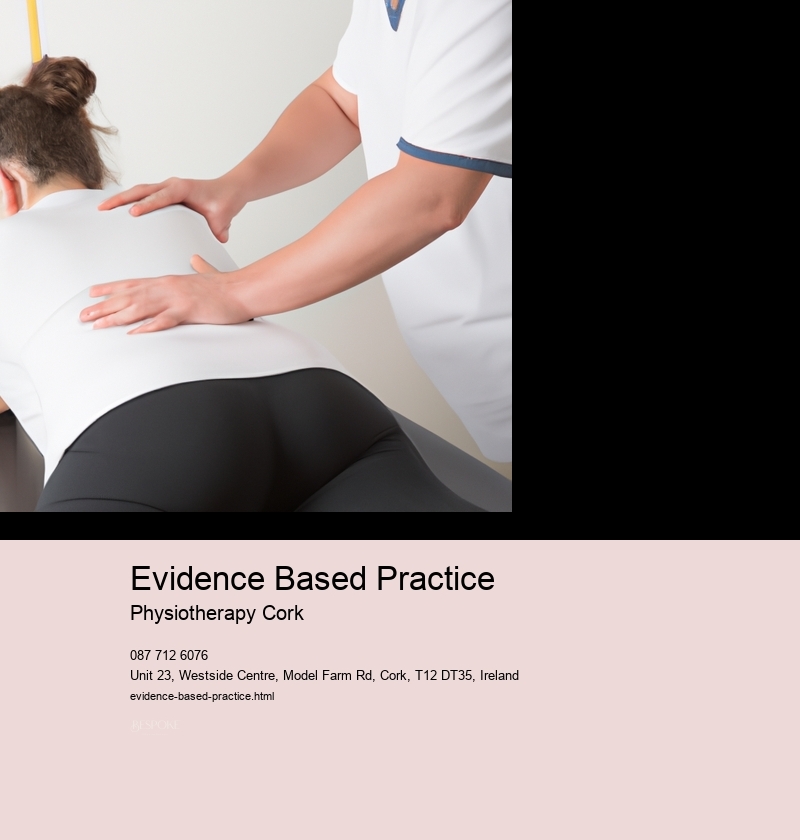 Evidence Based Practice
Physiotherapy Cork
087 712 6076
Unit 23, Westside Centre, Model Farm Rd, Cork, T12 DT35, Ireland
evidence-based-practice.html